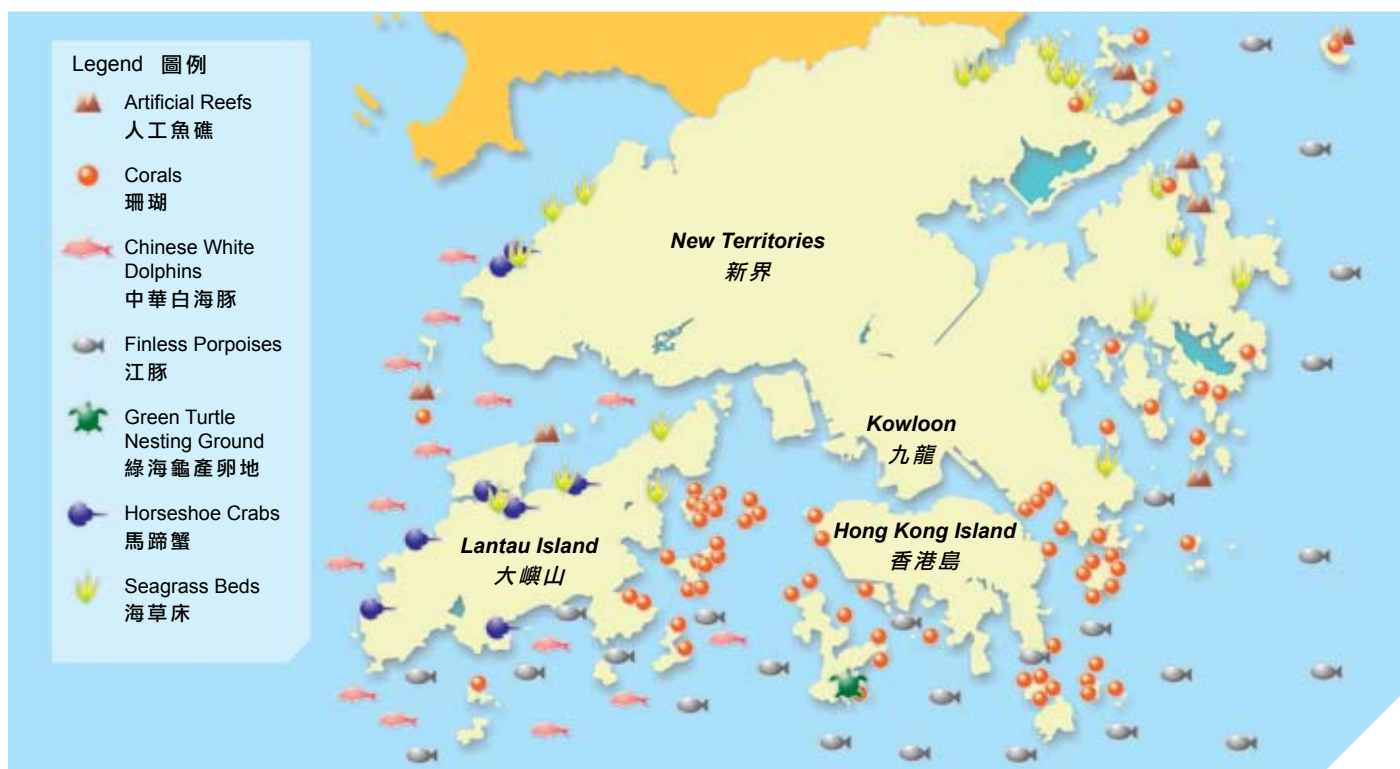 Legend 圖例
Artificial Reefs
人工魚礁
Corals
珊瑚
Chinese White
Dolphins
中華白海豚
Finless Porpoises
江豚
Green Turtle
Nesting Ground
綠海龜產卵地
Horseshoe Crabs
馬蹄蟹
Seagrass Beds
海草床
New Territories
新界
Kowloon
九龍
Hong Kong Island
香港島
Lantau Island
大嶼山